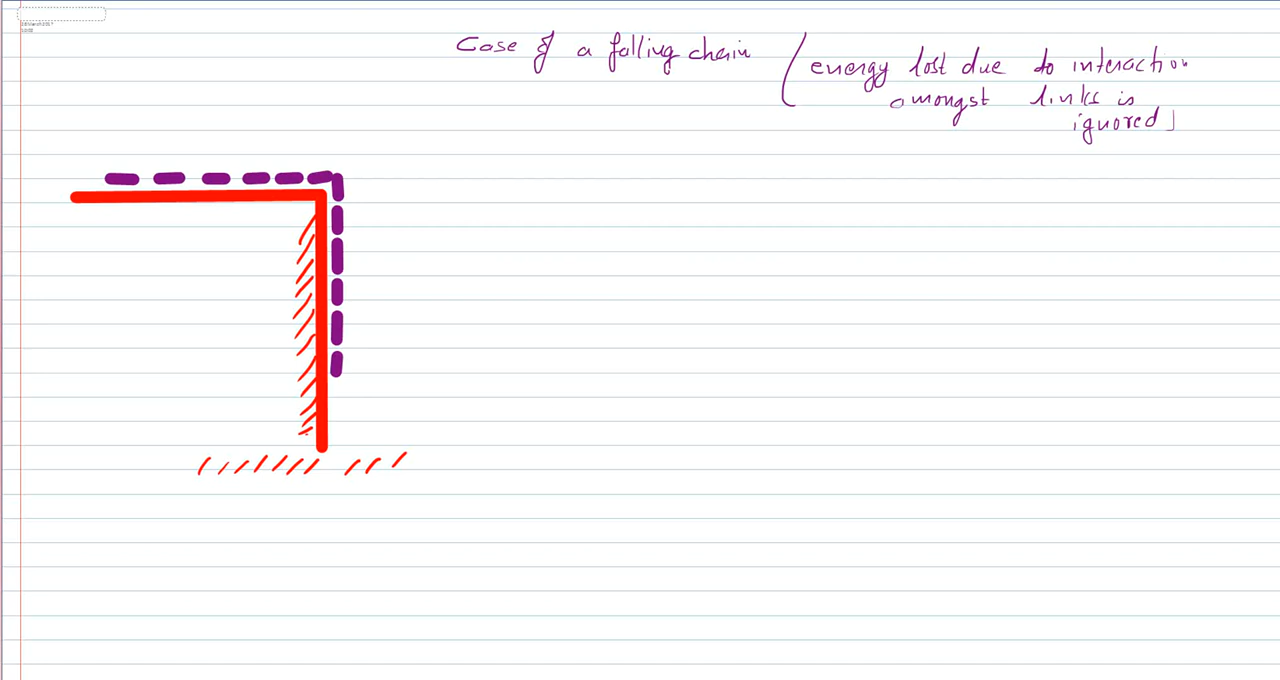 Case of a falling chain (energy lost due to interaction
amongst links is
ignored]